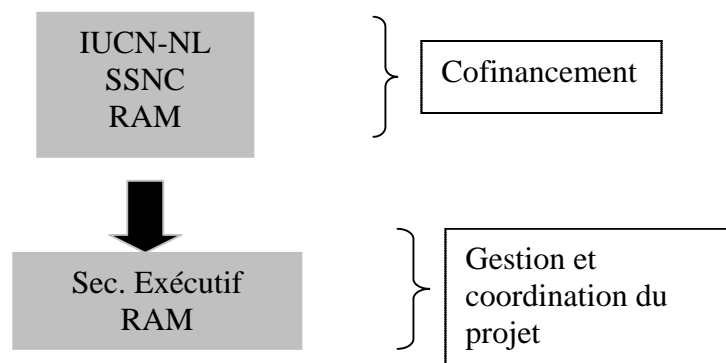 IUCN-NL
SSNC
RAM
Cofinancement
Sec. Exécutif
RAM
Gestion et
coordination du
projet